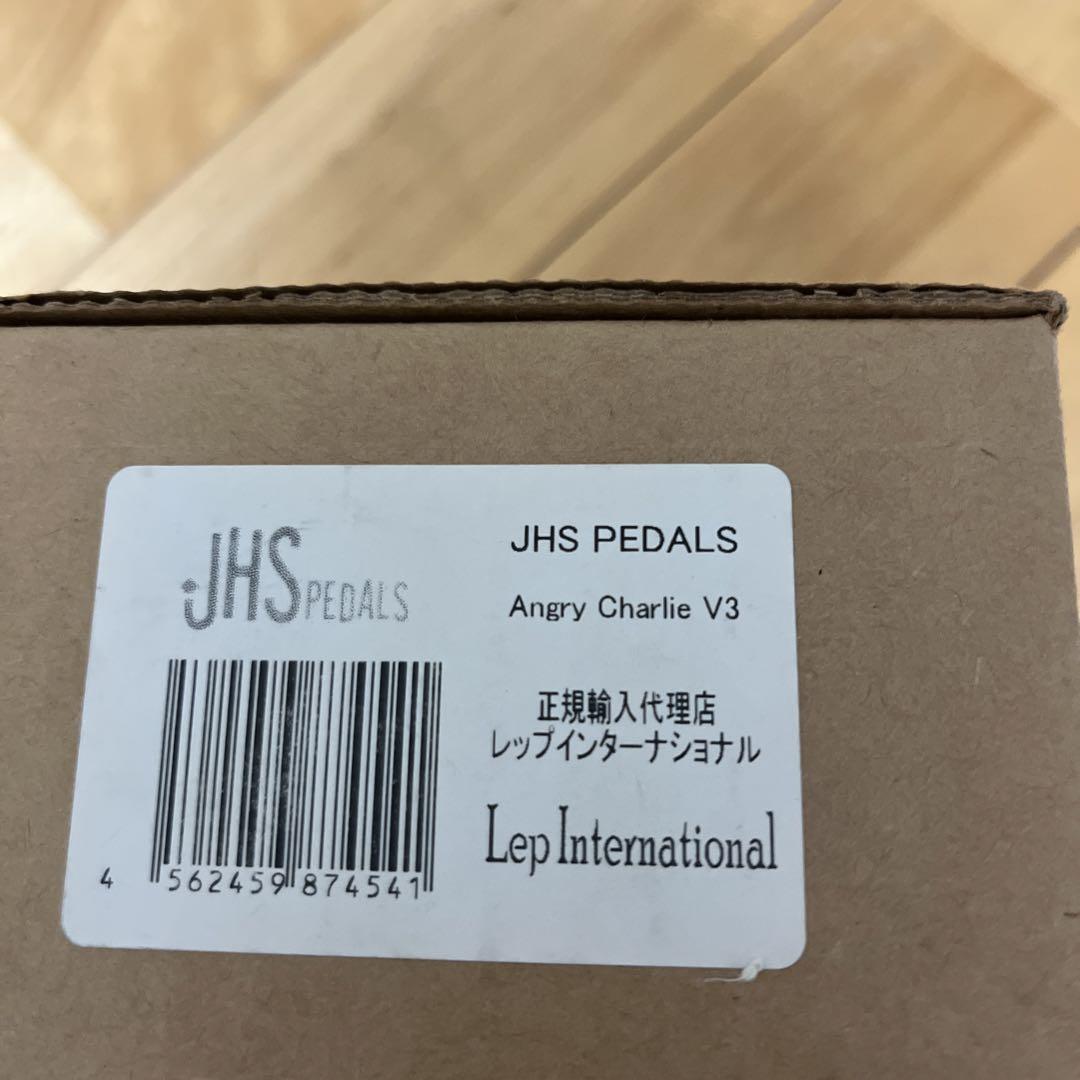 JHS PEDALS
JHS PEDALS
Angry Charlie V3
正規輸入代理店
レップインターナショナル
Lep International
4 562459 874541